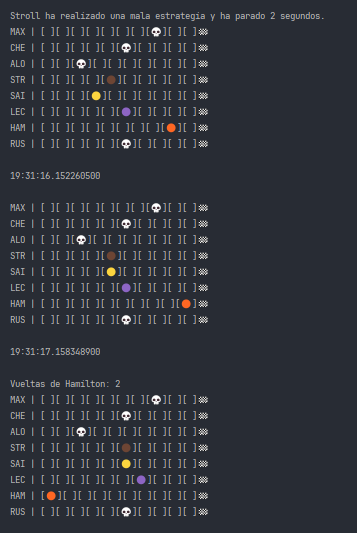 Stroll ha realizado una mala estrategia y ha parado 2 segundos.
MAX | [ ][ ][ ][ ][ ][ ][ ][💀][ ][ ]🏁
CHE | [ ][ ][ ][ ][ ][💀][ ][ ][ ][ ]🏁
ALO | [ ][ ][💀][ ][ ][ ][ ][ ][ ][ ]🏁
STR | [ ][ ][ ][ ][🟤][ ][ ][ ][ ][ ]🏁
SAI | [ ][ ][ ][🟡][ ][ ][ ][ ][ ][ ]🏁
LEC | [ ][ ][ ][ ][ ][🟣][ ][ ][ ][ ]🏁
HAM | [ ][ ][ ][ ][ ][ ][ ][ ][🟠][ ]🏁
RUS | [ ][ ][ ][ ][ ][💀][ ][ ][ ][ ]🏁
19:31:16.152260500
MAX | [ ][ ][ ][ ][ ][ ][ ][💀][ ][ ]🏁
CHE | [ ][ ][ ][ ][ ][💀][ ][ ][ ][ ]🏁
ALO | [ ][ ][💀][ ][ ][ ][ ][ ][ ][ ]🏁
STR | [ ][ ][ ][ ][🟤][ ][ ][ ][ ][ ]🏁
SAI | [ ][ ][ ][ ][🟡][ ][ ][ ][ ][ ]🏁
LEC | [ ][ ][ ][ ][ ][🟣][ ][ ][ ][ ]🏁
HAM | [ ][ ][ ][ ][ ][ ][ ][ ][ ][🟠]🏁
RUS | [ ][ ][ ][ ][ ][💀][ ][ ][ ][ ]🏁
19:31:17.158348900
Vueltas de Hamilton: 2
MAX | [ ][ ][ ][ ][ ][ ][ ][💀][ ][ ]🏁
CHE | [ ][ ][ ][ ][ ][💀][ ][ ][ ][ ]🏁
ALO | [ ][ ][💀][ ][ ][ ][ ][ ][ ][ ]🏁
STR | [ ][ ][ ][ ][ ][🟤][ ][ ][ ][ ]🏁
SAI | [ ][ ][ ][ ][ ][🟡][ ][ ][ ][ ]🏁
LEC | [ ][ ][ ][ ][ ][ ][🟣][ ][ ][ ]🏁
HAM | [🟠][ ][ ][ ][ ][ ][ ][ ][ ][ ]🏁
RUS | [ ][ ][ ][ ][ ][💀][ ][ ][ ][ ]🏁